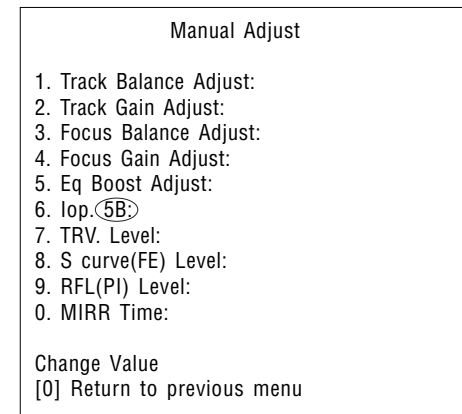 Manual Adjust
1. Track Balance Adjust:
2. Track Gain Adjust:
3. Focus Balance Adjust:
4. Focus Gain Adjust:
5. Eq Boost Adjust:
6. Iop.5B:
7. TRV. Level:
8. S curve(FE) Level:
9. RFL(PI) Level:
0. MIRR Time:
Change Value
[0] Return to previous menu